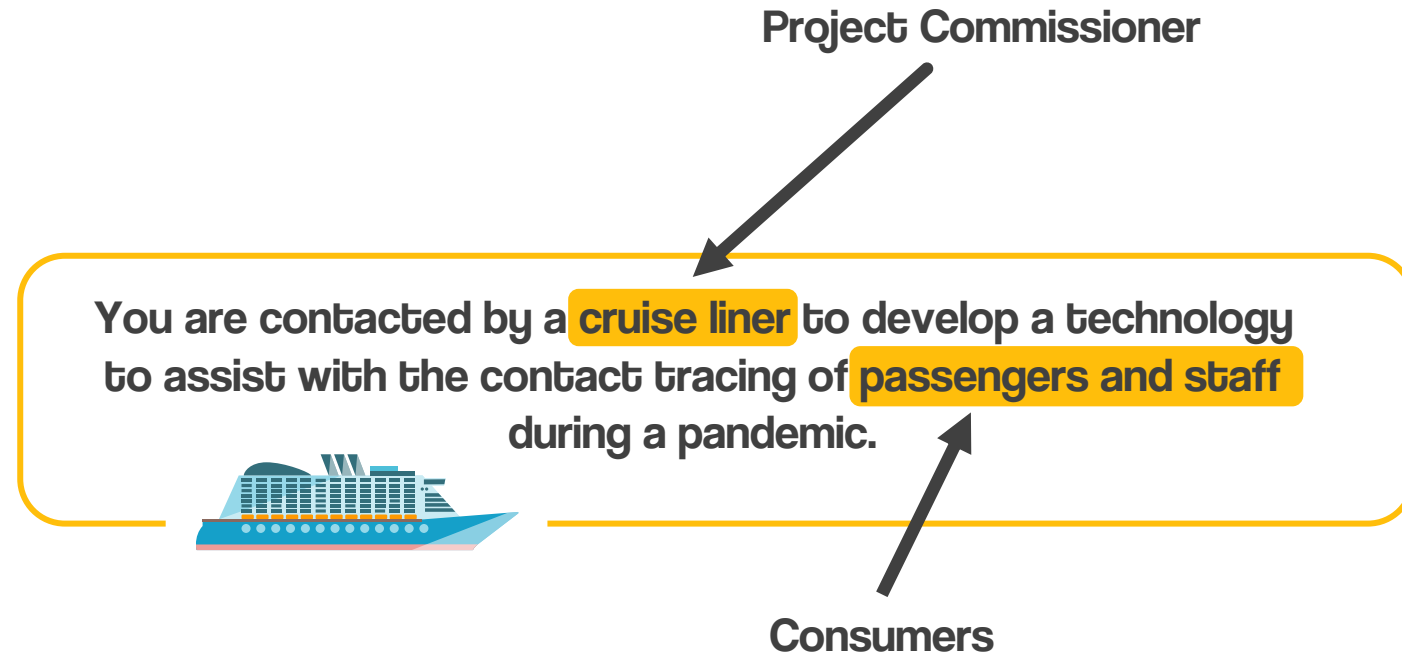 Project Commissioner
You are contacted by a cruise liner to develop a technology
to assist with the contact tracing of passengers and staff
during a pandemic.
Consumers